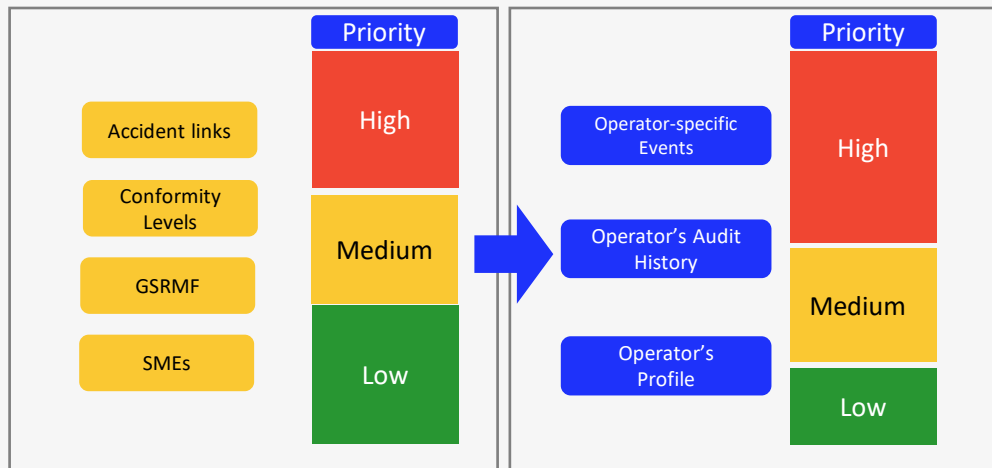 Priority
High
Medium
Low
Accident links
Conformity
Levels
GSRMF
SMEs
Priority
High
Medium
Low
Operator-specific
Events
Operator’s Audit
History
Operator’s
Profile